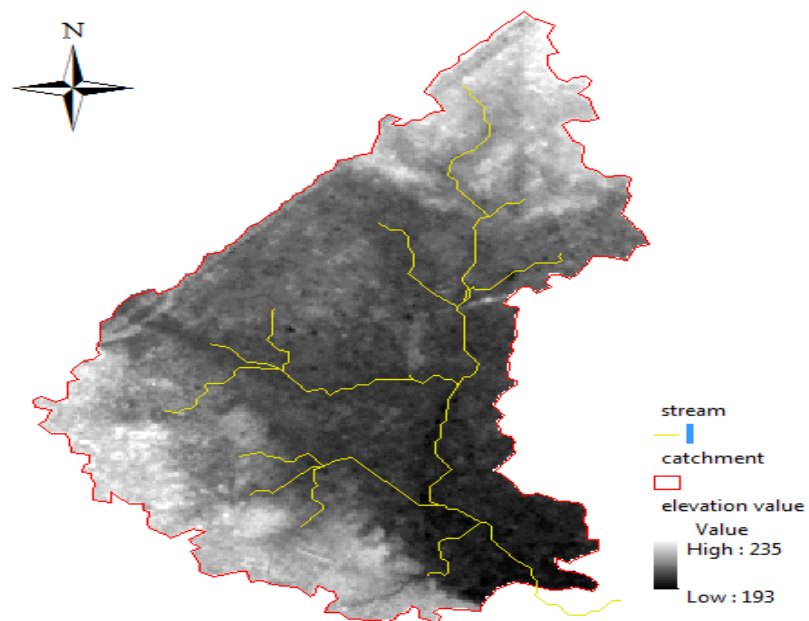 N
stream
catchment
elevation value
Value
High : 235
Low : 193